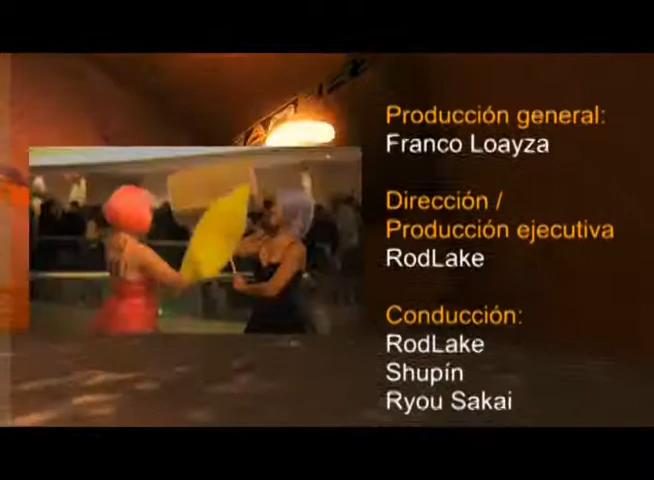 Producción general:
Franco Loayza
Dirección /
Producción ejecutiva
RodLake
Conducción:
RodLake
Shupín
Ryou Sakai